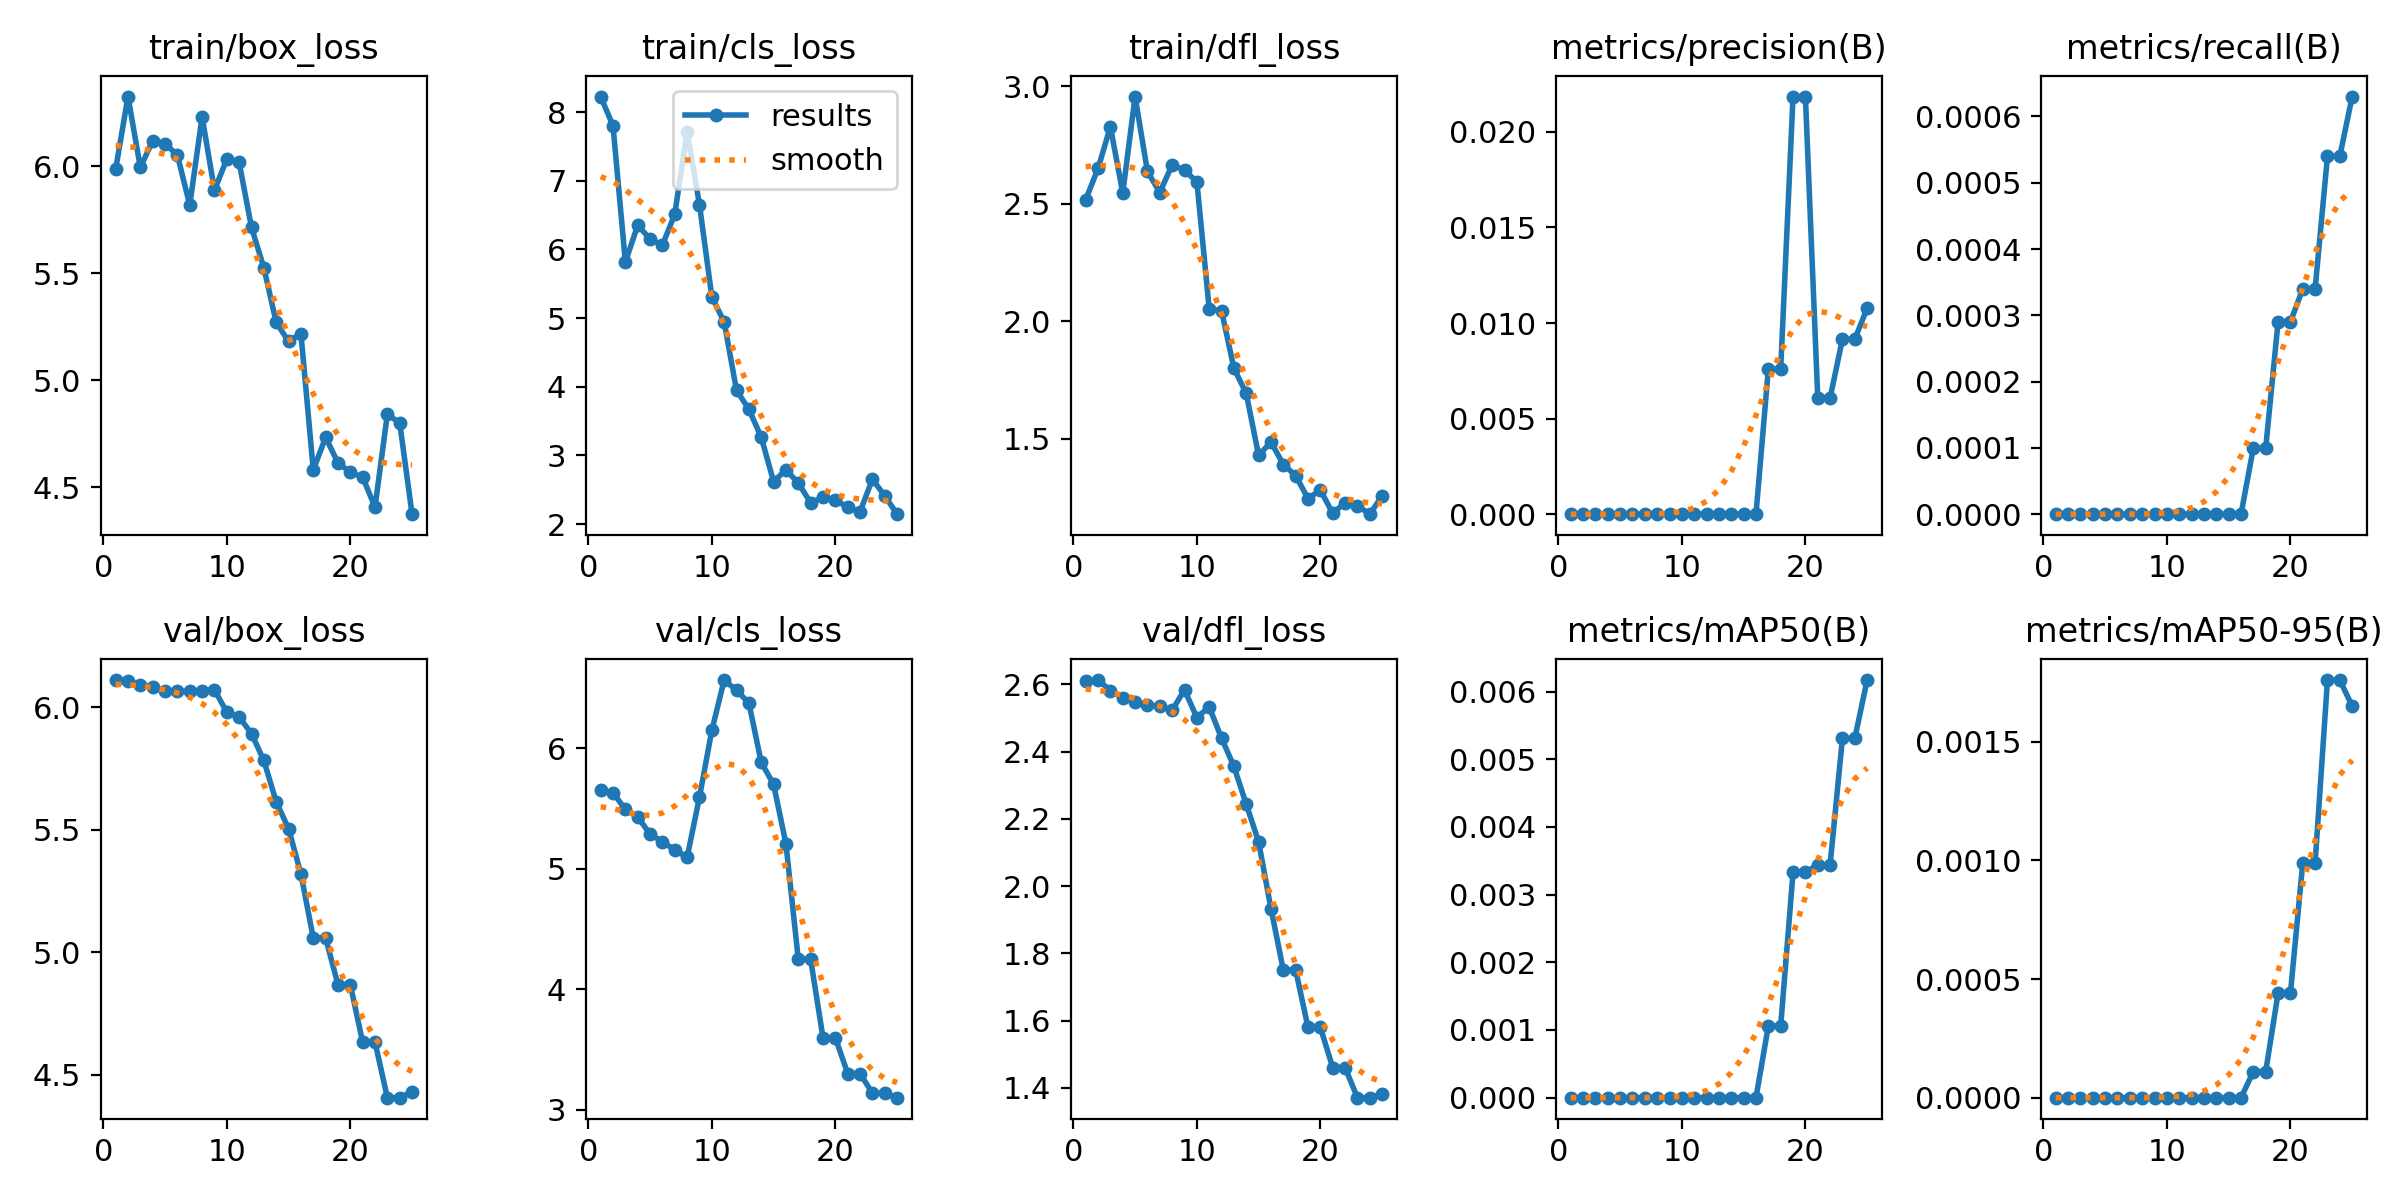 train/box_loss
6.0
5.5
5.0
4.5
0 10 20
train/cls_loss
results
smooth
8
7
6
5
4
3
2
0 10 20
train/dfl_loss
3.0
2.5
2.0
1.5
0 10 20
metrics/precision(B)
0.020
0.015
0.010
0.005
0.000
0 10 20
metrics/recall(B)
0.0006
0.0005
0.0004
0.0003
0.0002
0.0001
0.0000
0 10 20
val/box_loss
6.0
5.5
5.0
4.5
0 10 20
val/cls_loss
6
5
4
3
0 10 20
val/dfl_loss
2.6
2.4
2.2
2.0
1.8
1.6
1.4
0 10 20
metrics/mAP50(B)
0.006
0.005
0.004
0.003
0.002
0.001
0.000
0 10 20
metrics/mAP50-95(B)
0.0015
0.0010
0.0005
0.0000
0 10 20